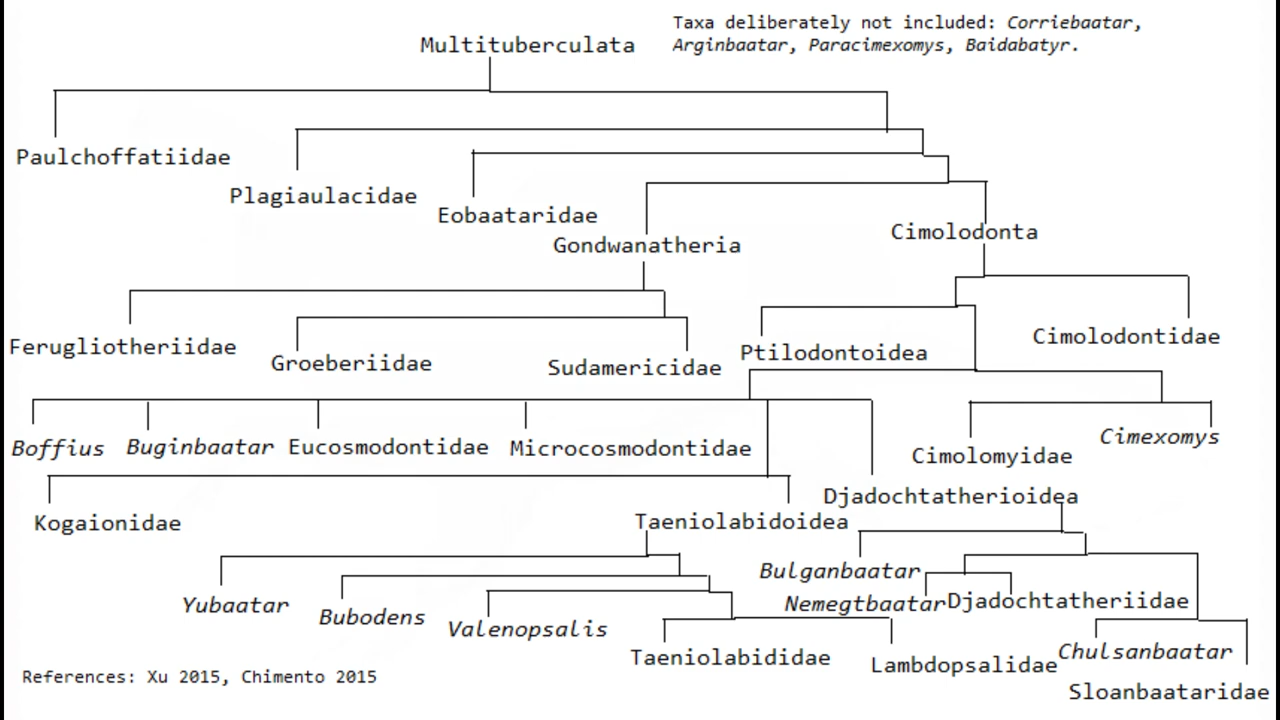 Taxa deliberately not included: Corriebaatar,
Arginbaatar, Paracimexomys, Baidabatyr.
Multituberculata
Paulchoffatiidae
Plagiaulacidae
Eobaataridae
Gondwanatheria
Cimolodonta
Ferugliotheriidae
Groeberiidae
Sudamericidae
Ptilodontoidea
Cimolodontidae
Boffius
Buginbaatar
Eucosmodontidae
Microcosmodontidae
Cimolomyidae
Cimexomys
Kogaionidae
Taeniolabidoidea
Djadochtatherioidea
Yubaatar
Bubodens
Valenopsalis
Bulganbaatar
Nemegtbaatar
Djadochtatheriidae
Taeniolabididae
Lambdopsalidae
Chulsanbaatar
Sloanbaataridae
References: Xu 2015, Chimento 2015